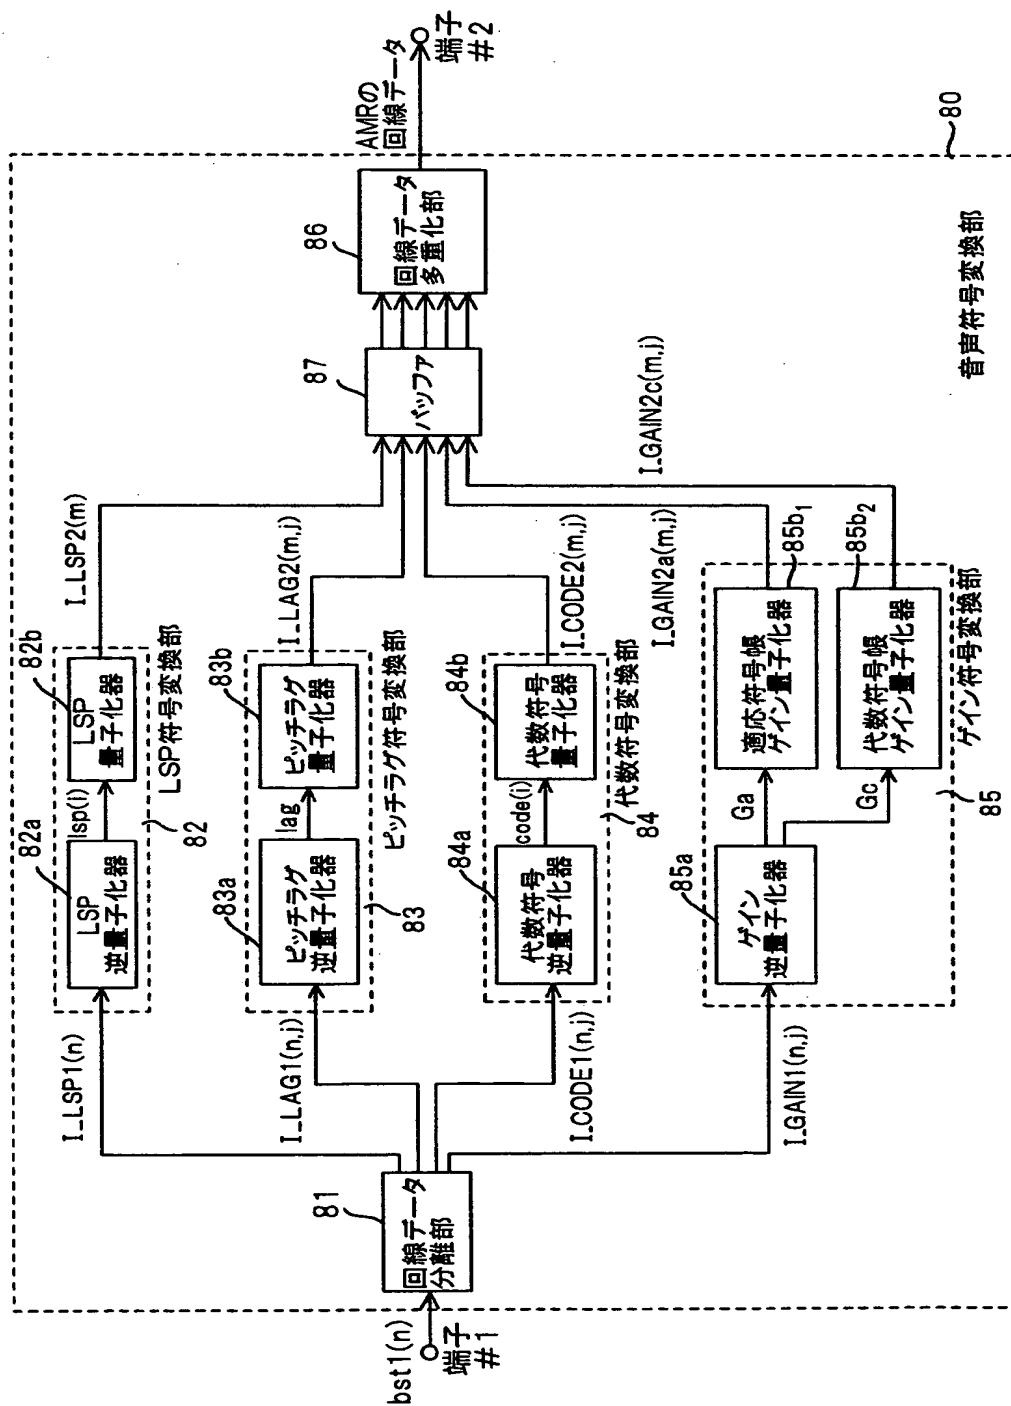 bst1(n)
端子
#1
81
回線データ
分離部
I_LSP1(n)
I_LAG1(n,j)
I_CODE1(n,j)
I_GAIN1(n,j)
82a
LSP
逆量子化器
lsp(i)
82b
LSP
量子化器
82
LSP符号変換部
83a
ピッチラグ
逆量子化器
lag
83b
ピッチラグ
量子化器
83
ピッチラグ符号変換部
84a
代数符号
逆量子化器
code(i)
84b
代数符号
量子化器
84
代数符号変換部
85a
ゲイン
逆量子化器
Ga
Gc
適応符号帳
ゲイン量子化器
85b1
代数符号帳
ゲイン量子化器
85b2
85
ゲイン符号変換部
I_LSP2(m)
I_LAG2(m,j)
I_CODE2(m,j)
I_GAIN2a(m,j)
I_GAIN2c(m,j)
87
バッファ
86
回線データ
多重化部
AMRの
回線データ
端子
#2
80
音声符号変換部